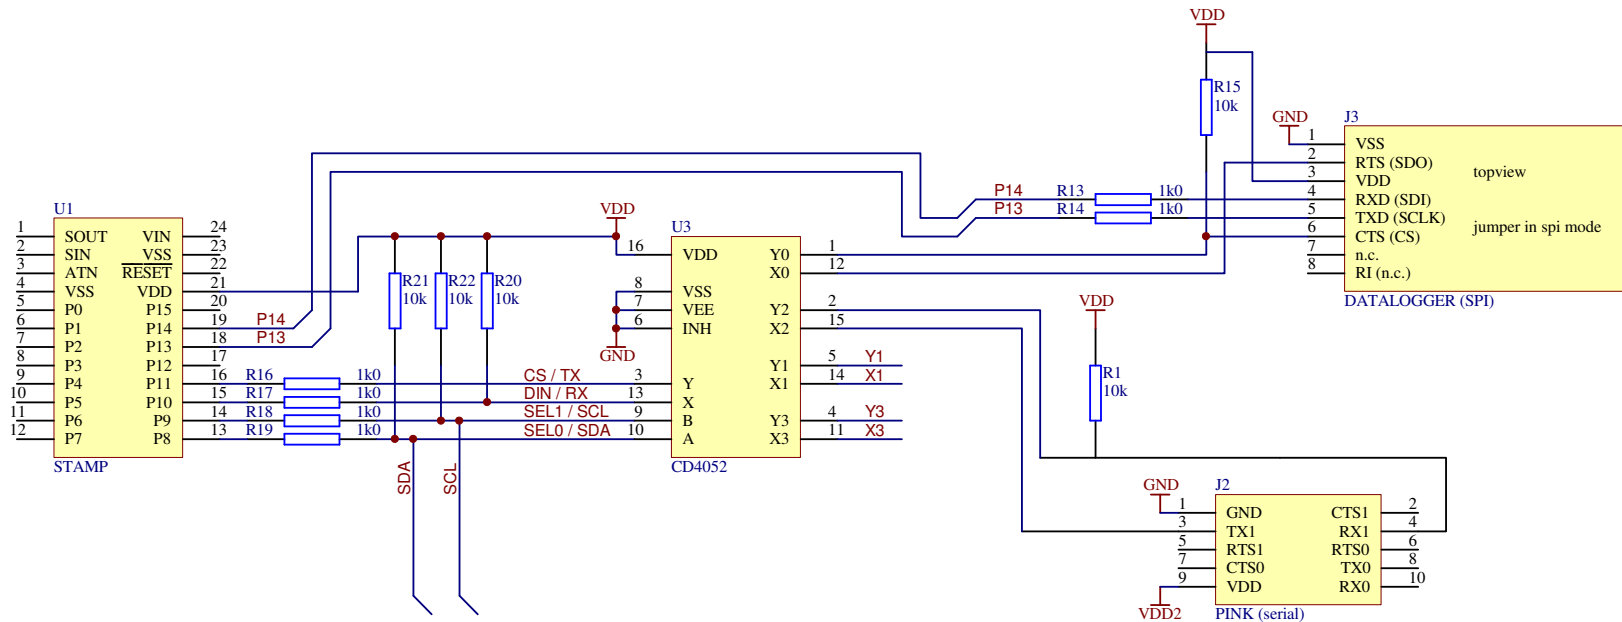 VDD
R15
10k
GND
J3
1 VSS
2 RTS (SDO)
3 VDD topview
4 RXD (SDI)
5 TXD (SCLK)
6 CTS (CS) jumper in spi mode
7 n.c.
8 RI (n.c.)
DATALOGGER (SPI)
P14 R13 1k0
P13 R14 1k0
U1
1 SOUT VIN 24
2 SIN VSS 23
3 ATN RESET 22
4 VSS VDD 21
5 P0 P15 20
6 P1 P14 19 P14
7 P2 P13 18 P13
8 P3 P12 17
9 P4 P11 16 R16 1k0 CS / TX
10 P5 P10 15 R17 1k0 DIN / RX
11 P6 P9 14 R18 1k0 SEL1 / SCL
12 P7 P8 13 R19 1k0 SEL0 / SDA
STAMP
R21 R22 R20
10k 10k 10k
SDA
SCL
VDD
GND
U3
16 VDD Y0 1
X0 12
8 VSS
7 VEE Y2 2
6 INH X2 15
Y1 5 Y1
3 Y X1 14 X1
13 X
9 B Y3 4 Y3
10 A X3 11 X3
CD4052
VDD
R1
10k
GND
J2
1 GND CTS1 2
3 TX1 RX1 4
5 RTS1 RTS0 6
7 CTS0 TX0 8
9 VDD RX0 10
VDD2
PINK (serial)